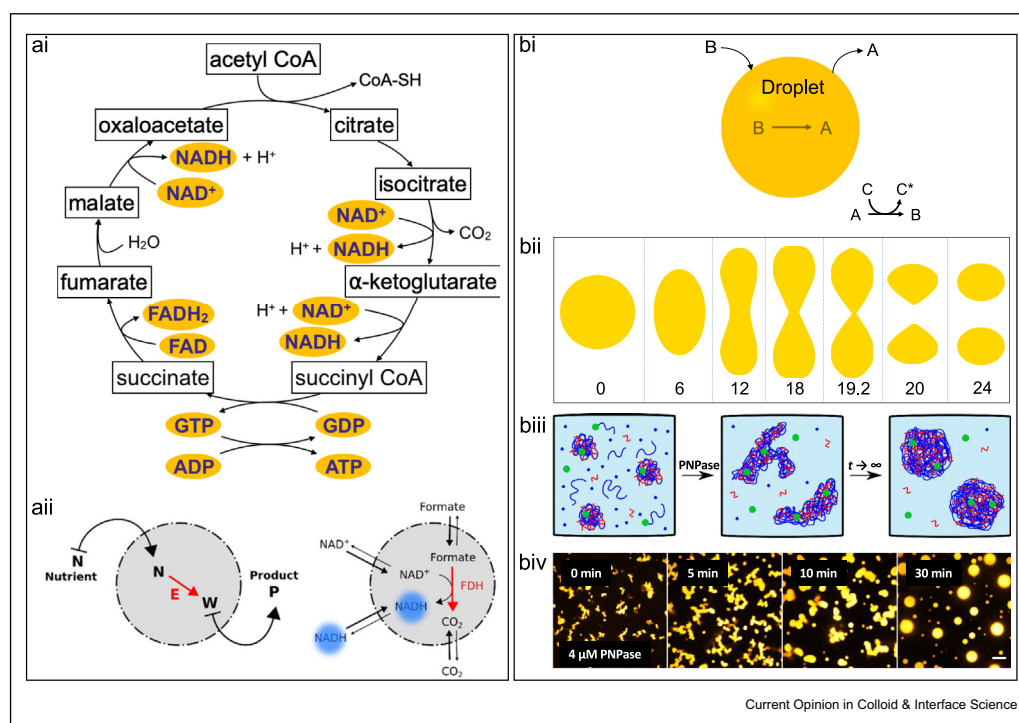 ai
acetyl CoA
CoA-SH
oxaloacetate
citrate
NADH + H⁺
NAD⁺
isocitrate
malate
NAD⁺
CO₂
H₂O
H⁺ + NADH
fumarate
α-ketoglutarate
FADH₂
H⁺ + NAD⁺
FAD
NADH
succinate
succinyl CoA
GTP
GDP
ADP
ATP
aii
N
Nutrient
N
E
W
Product
P
Formate
Formate
NAD⁺
NAD⁺
FDH
NADH
NADH
CO₂
CO₂
bi
B
A
Droplet
B
A
C
C*
A
B
bii
0
6
12
18
19.2
20
24
biii
PNPase
t → ∞
biv
0 min
5 min
10 min
30 min
4 µM PNPase
Current Opinion in Colloid & Interface Science